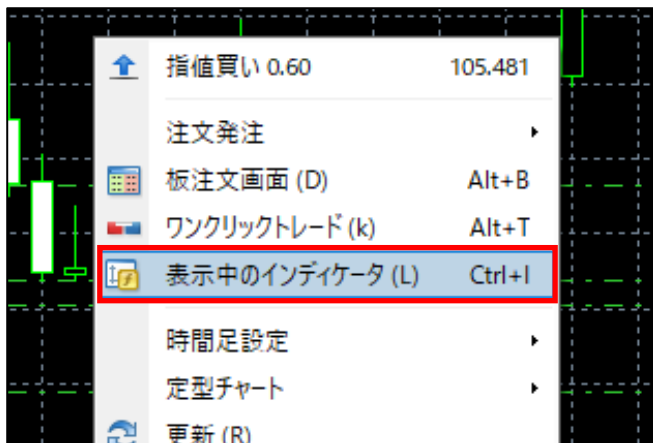 指値買い 0.60 105.481
注文発注
板注文画面 (D) Alt+B
ワンクリックトレード (k) Alt+T
表示中のインディケータ (L) Ctrl+I
時間足設定
定型チャート
更新 (R)